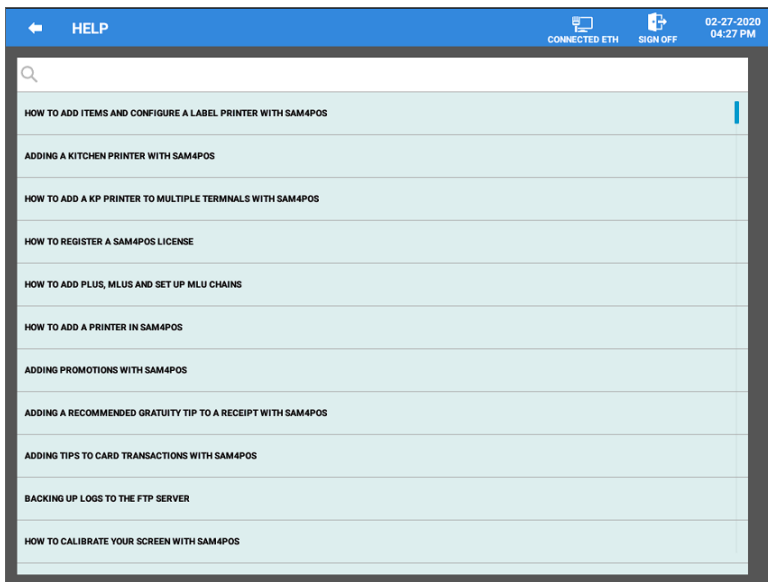 HELP
CONNECTED ETH
SIGN OFF
02-27-2020
04:27 PM
HOW TO ADD ITEMS AND CONFIGURE A LABEL PRINTER WITH SAM4POS
ADDING A KITCHEN PRINTER WITH SAM4POS
HOW TO ADD A KP PRINTER TO MULTIPLE TERMNALS WITH SAM4POS
HOW TO REGISTER A SAM4POS LICENSE
HOW TO ADD PLUS, MLUS AND SET UP MLU CHAINS
HOW TO ADD A PRINTER IN SAM4POS
ADDING PROMOTIONS WITH SAM4POS
ADDING A RECOMMENDED GRATUITY TIP TO A RECEIPT WITH SAM4POS
ADDING TIPS TO CARD TRANSACTIONS WITH SAM4POS
BACKING UP LOGS TO THE FTP SERVER
HOW TO CALIBRATE YOUR SCREEN WITH SAM4POS